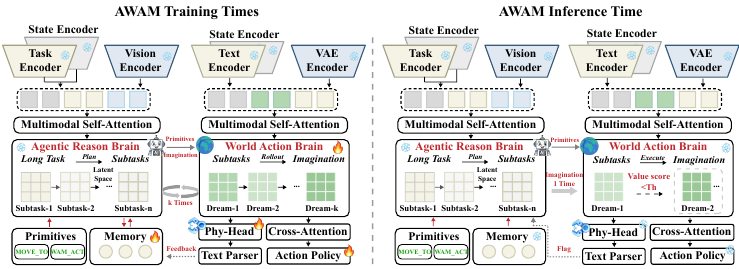 AWAM Training Times
State Encoder
Task
Encoder
Vision
Encoder
State Encoder
Text
Encoder
VAE
Encoder
Multimodal Self-Attention
Multimodal Self-Attention
Agentic Reason Brain
Long Task
Plan
Subtasks
Latent
Space
...
Subtask-1
Subtask-2
Subtask-n
Primitives
Imagination
k Times
World Action Brain
Subtasks
Rollout
Imagination
...
Dream-1
Dream-2
Dream-k
Primitives
MOVE_TO
WAM_ACT
Memory
Feedback
Phy-Head
Cross-Attention
Text Parser
Action Policy
AWAM Inference Time
State Encoder
Task
Encoder
Vision
Encoder
State Encoder
Text
Encoder
VAE
Encoder
Multimodal Self-Attention
Multimodal Self-Attention
Agentic Reason Brain
Long Task
Plan
Subtasks
Latent
Space
...
Subtask-1
Subtask-2
Subtask-n
Primitives
Imagination
1 Time
World Action Brain
Subtasks
Execute
Imagination
Value score
<Th
Dream-1
Dream-2
Primitives
MOVE_TO
WAM_ACT
Memory
Flag
Phy-Head
Cross-Attention
Text Parser
Action Policy